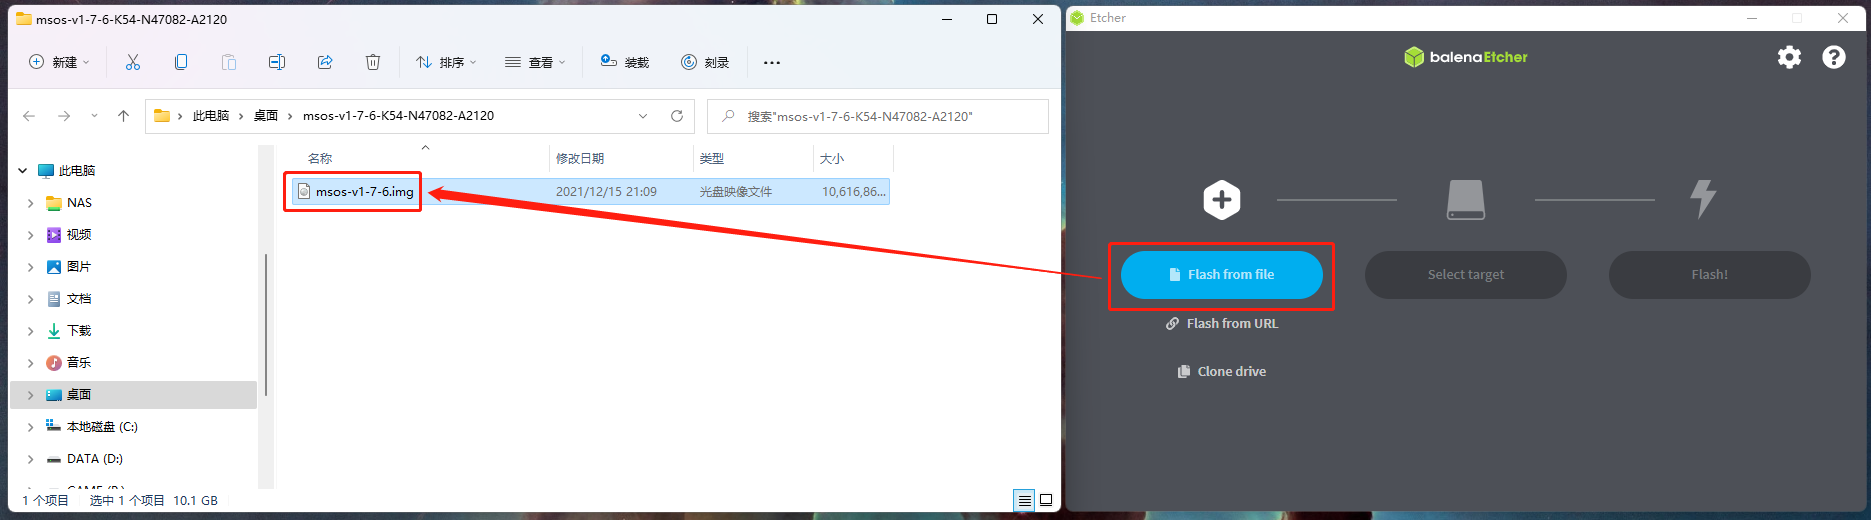 msos-v1-7-6-K54-N47082-A2120
新建 排序 查看 装载 刻录
此电脑 桌面 msos-v1-7-6-K54-N47082-A2120
搜索"msos-v1-7-6-K54-N47082-A2120"
此电脑
NAS
视频
图片
文档
下载
音乐
桌面
本地磁盘 (C:)
DATA (D:)
名称 修改日期 类型 大小
msos-v1-7-6.img 2021/12/15 21:09 光盘映像文件 10,616,86...
1 个项目 选中 1 个项目 10.1 GB
Etcher
balenaEtcher
Flash from file
Select target
Flash!
Flash from URL
Clone drive